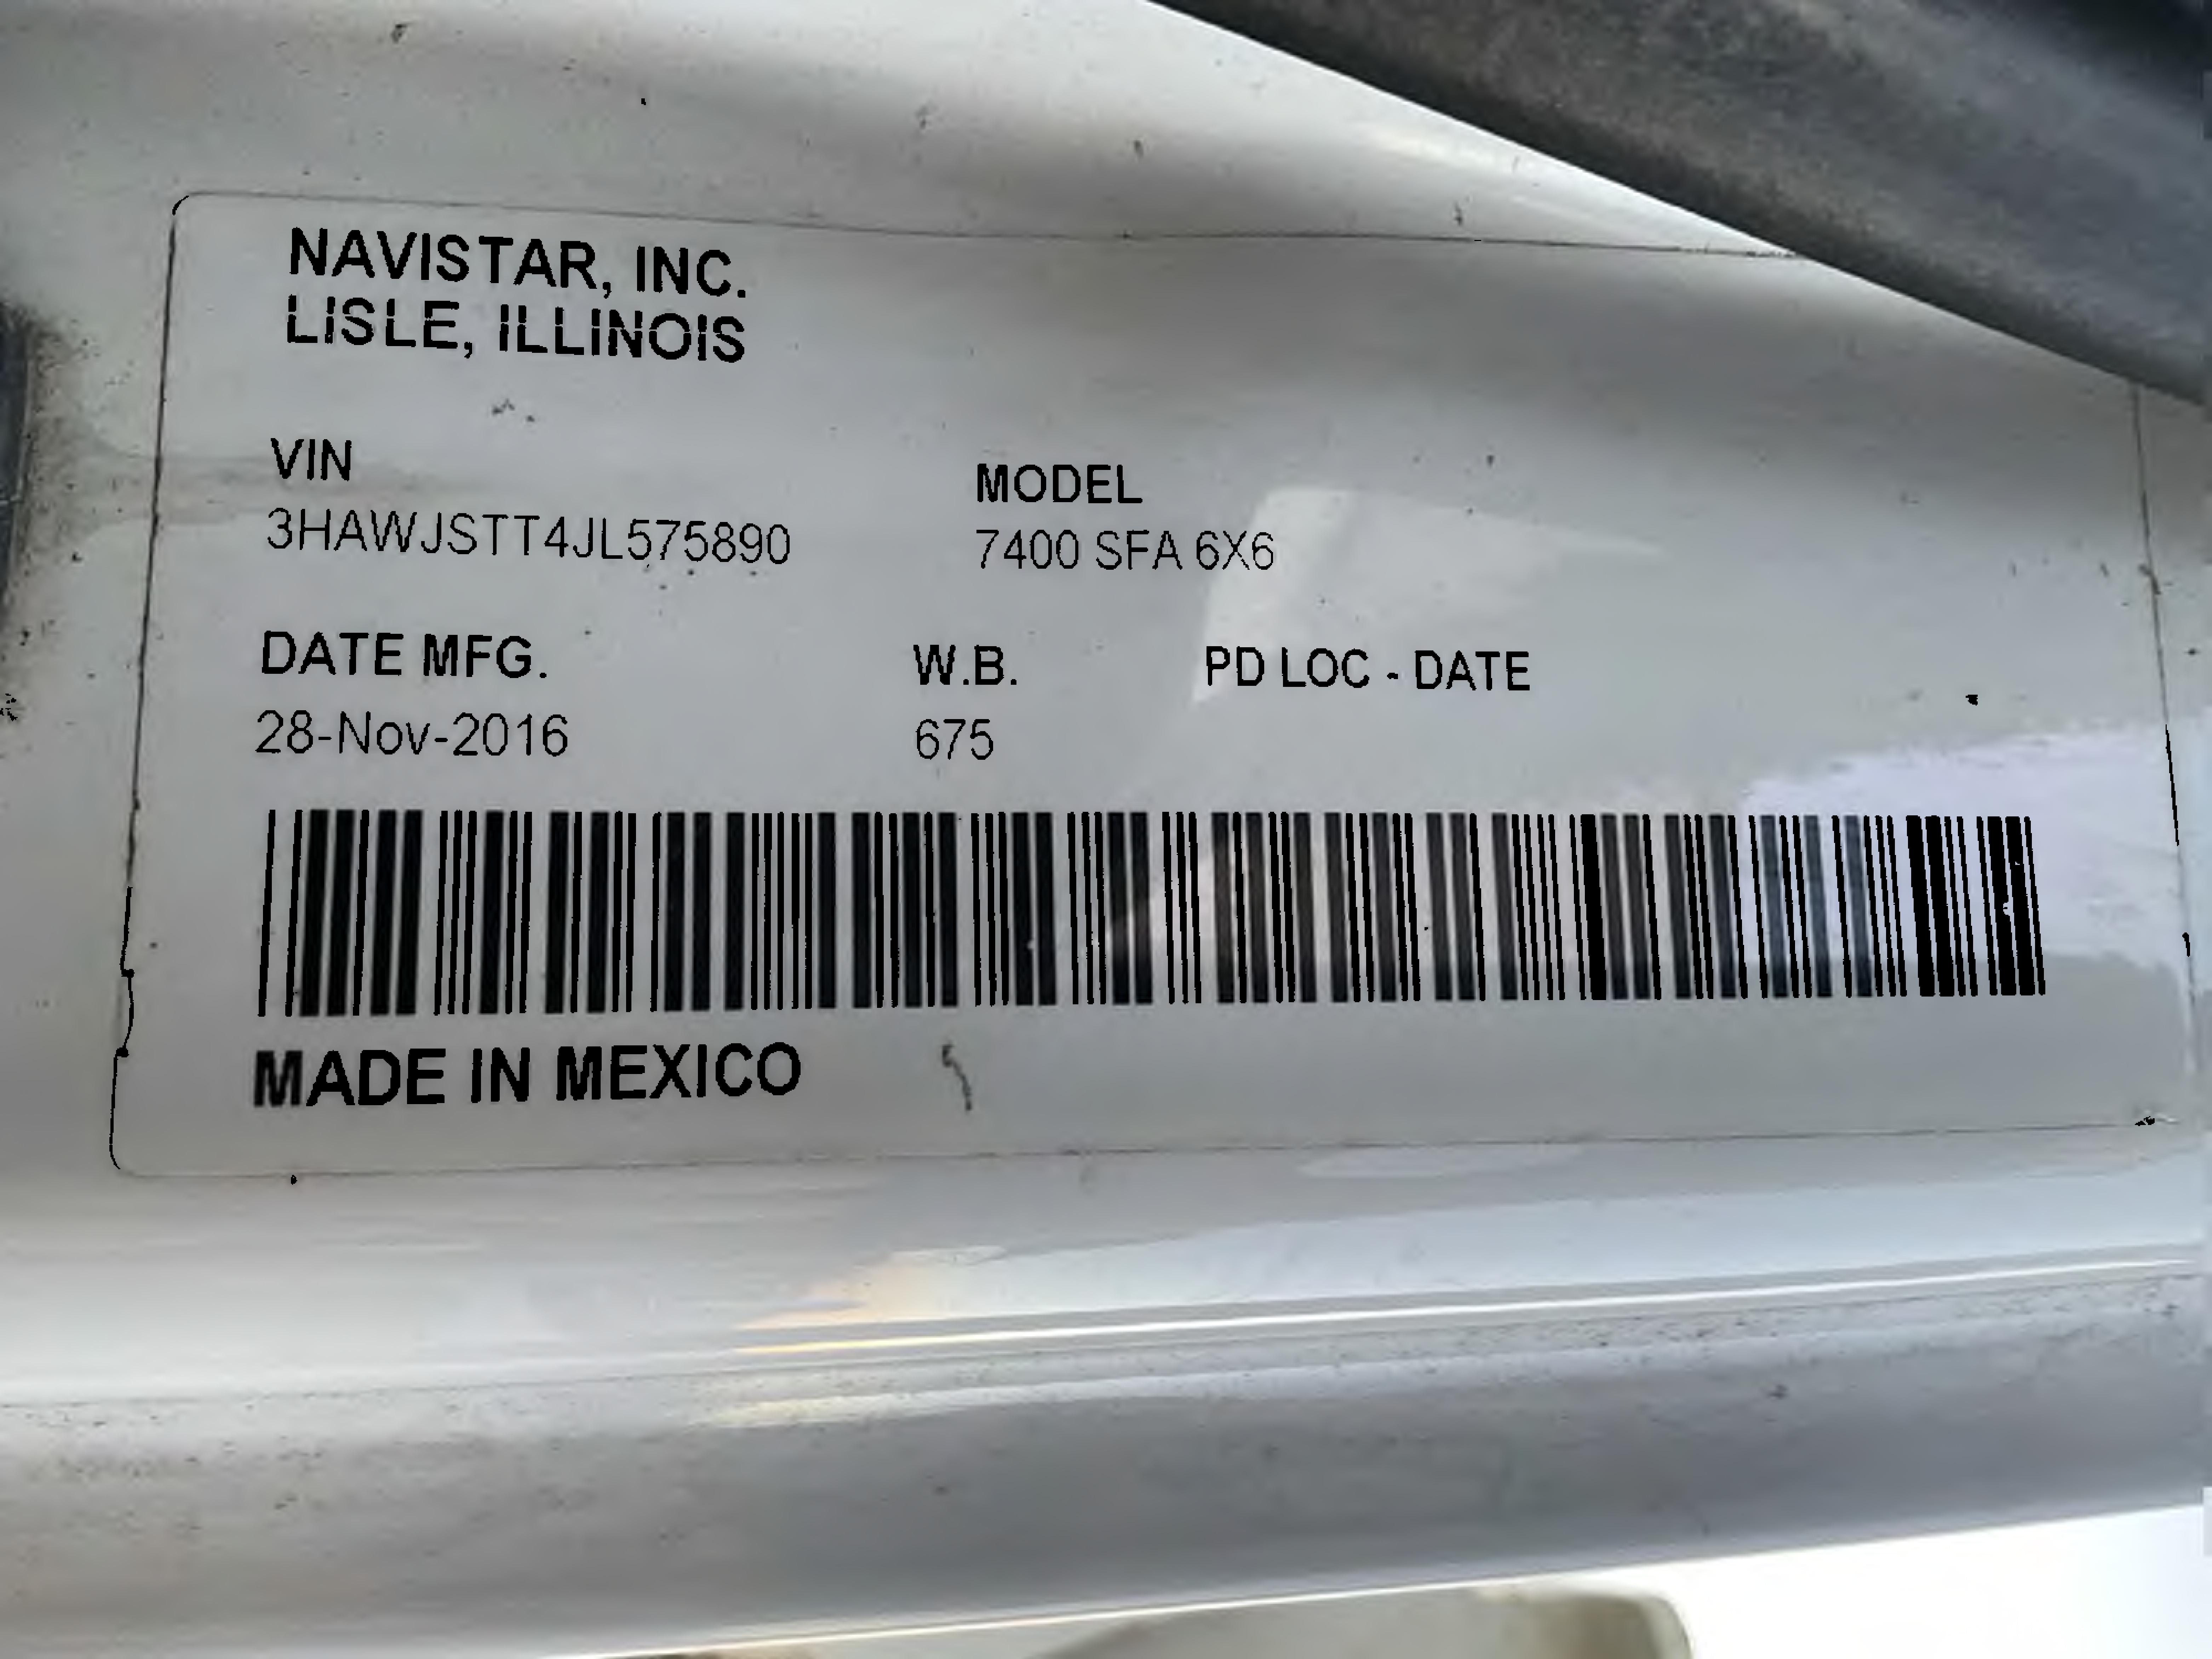 NAVISTAR, INC.
LISLE, ILLINOIS
VIN
3HAWJSTT4JL575890
MODEL
7400 SFA 6X6
DATE MFG.
28-Nov-2016
W.B.
675
PD LOC - DATE
MADE IN MEXICO